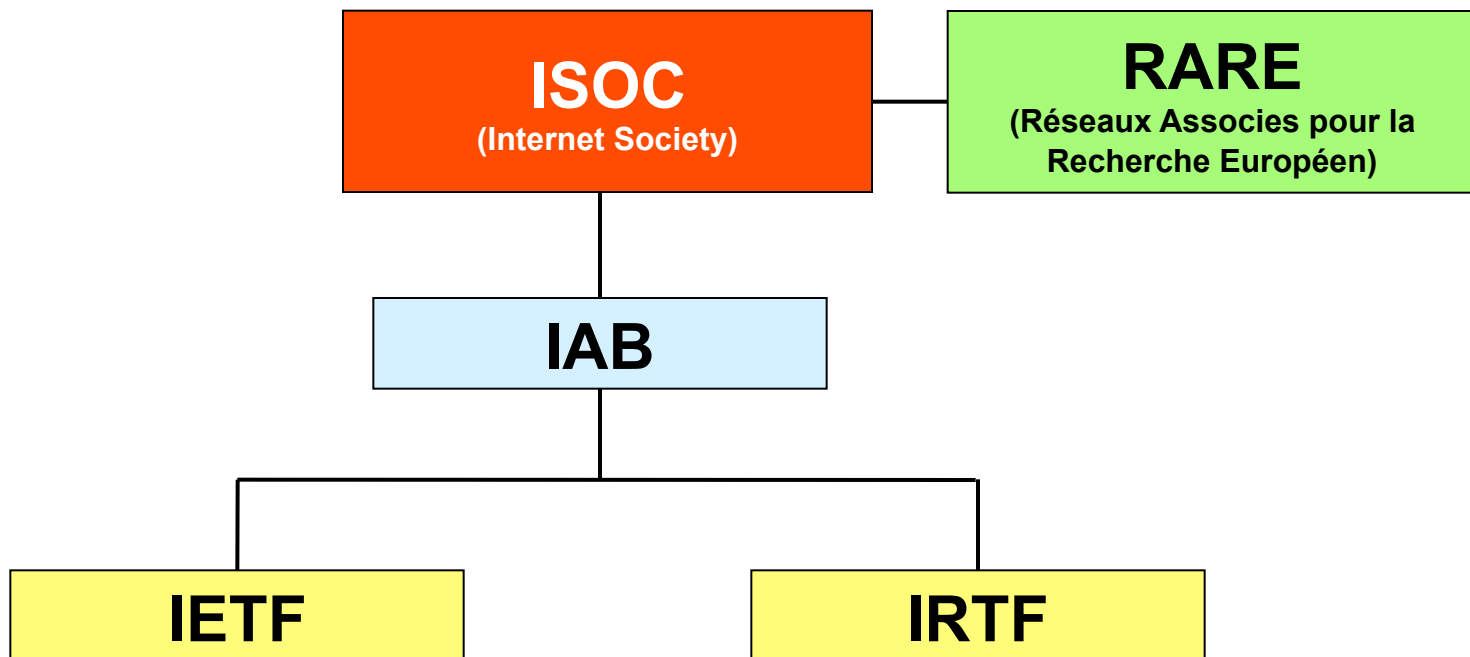 ISOC
(Internet Society)
RARE
(Réseaux Associes pour la
Recherche Européen)
IAB
IETF
IRTF